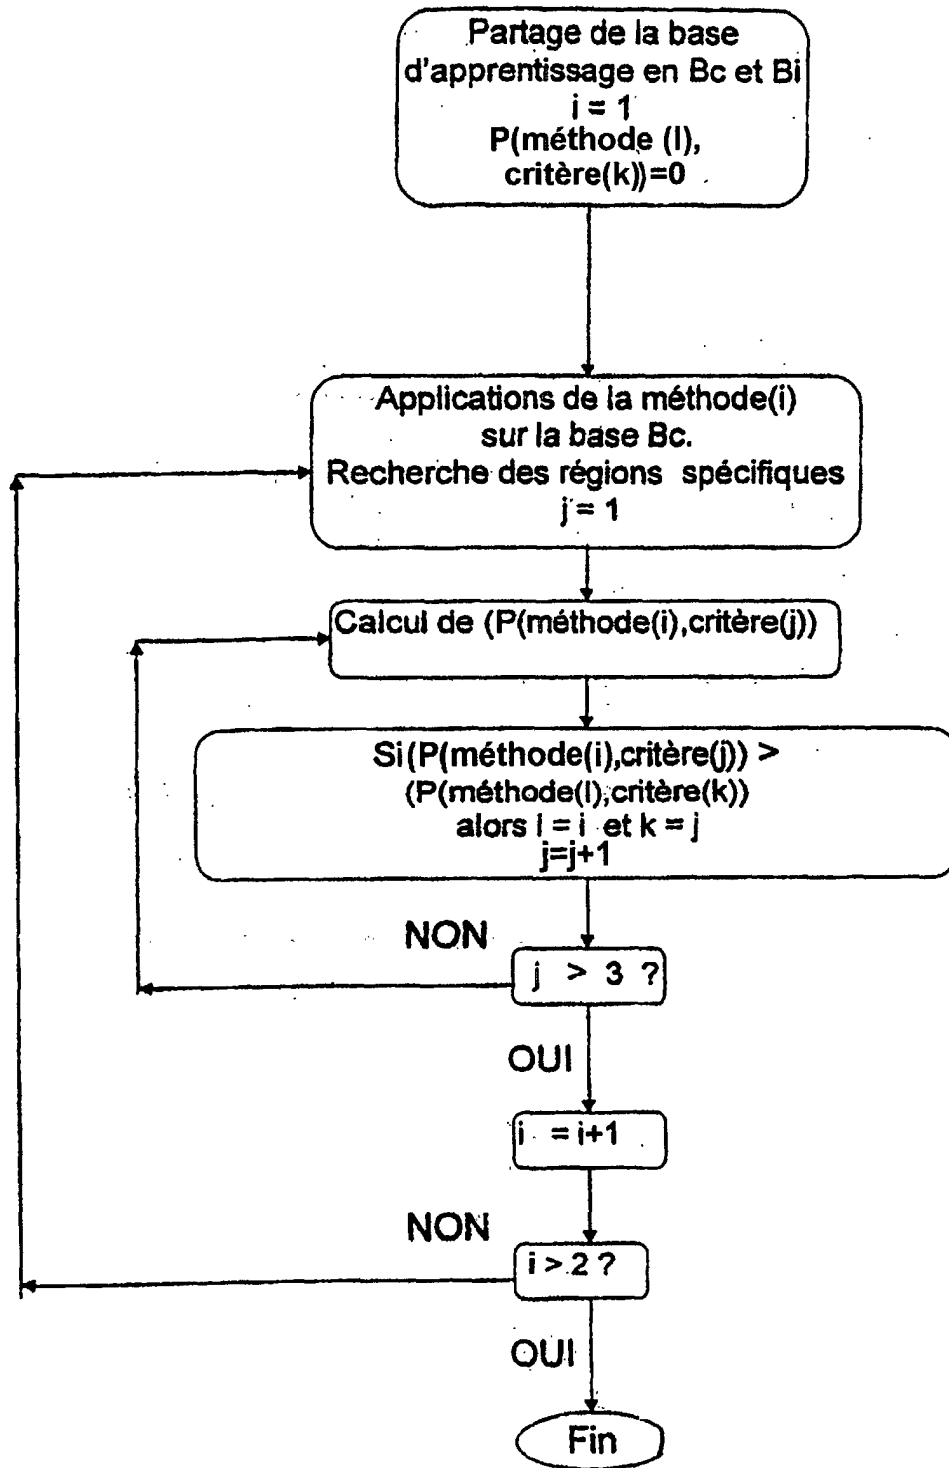 Partage de la base
d'apprentissage en Bc et Bi
i = 1
P(méthode (l),
critère(k))=0
Applications de la méthode(i)
sur la base Bc.
Recherche des régions spécifiques
j = 1
Calcul de (P(méthode(i),critère(j))
Si(P(méthode(i),critère(j)) >
(P(méthode(l),critère(k))
alors l = i et k = j
j=j+1
NON
j > 3 ?
OUI
i = i+1
NON
i > 2 ?
OUI
Fin